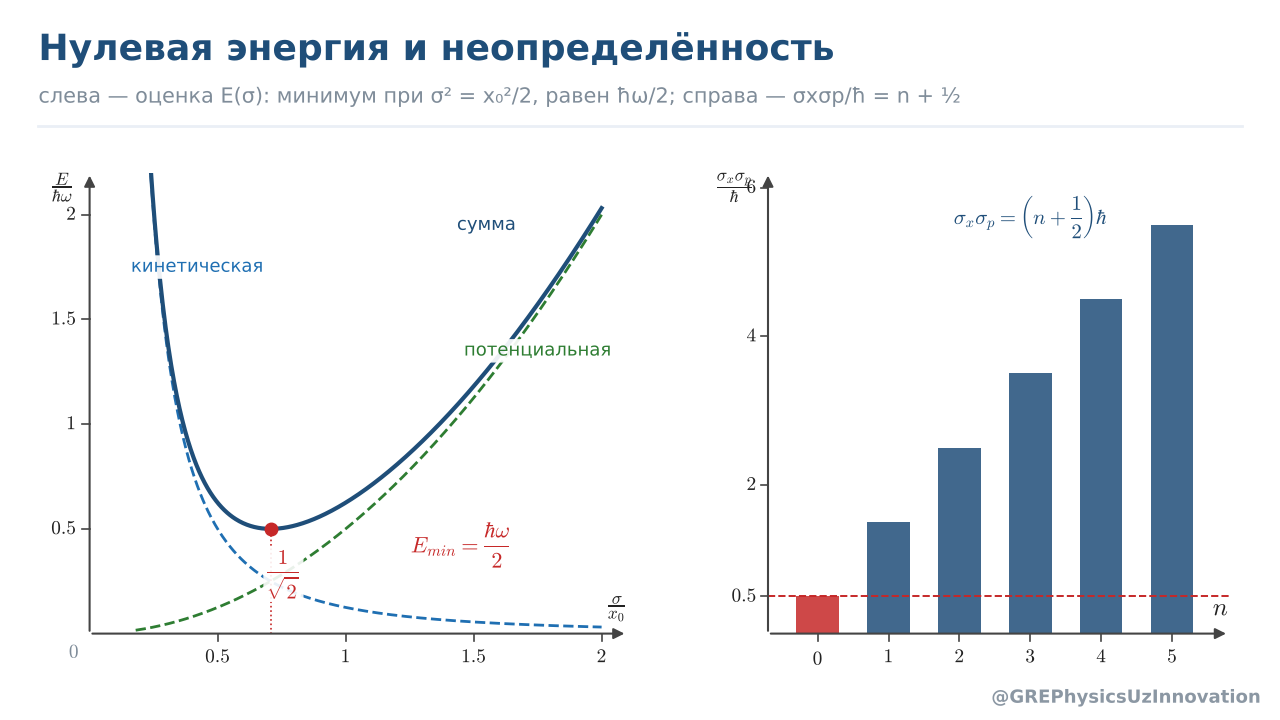 Нулевая энергия и неопределённость
слева — оценка E(σ): минимум при σ² = x₀²/2, равен ħω/2; справа — σxσp/ħ = n + ½
E/ħω
2
1.5
1
0.5
0
0.5
1
1.5
2
σ/x₀
сумма
кинетическая
потенциальная
E_min = ħω/2
1/√2
σ_xσ_p/ħ
6
4
2
0.5
σ_xσ_p = (n + 1/2)ħ
n
0
1
2
3
4
5
@GREPhysicsUzInnovation